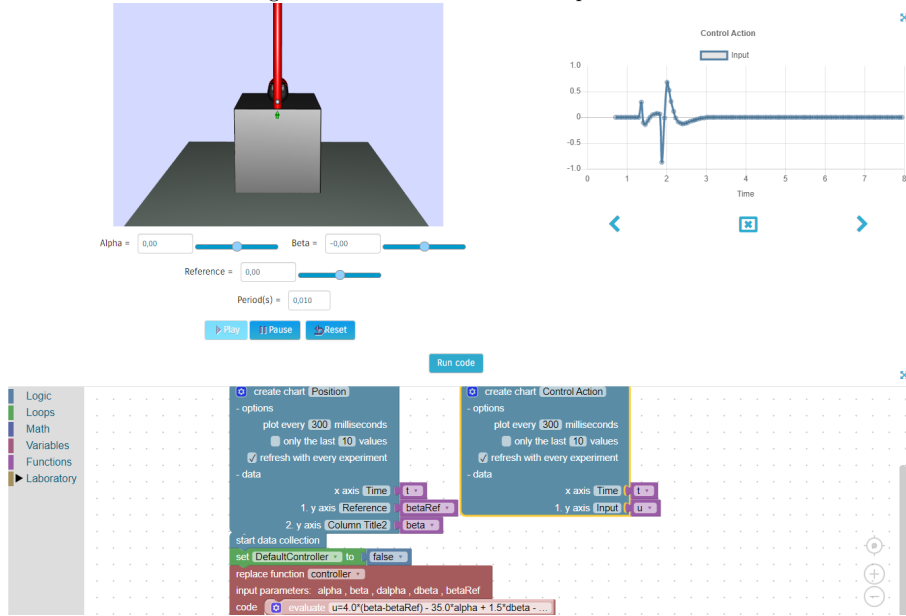 Control Action
Input
1.0
0.5
0
-0.5
-1.0
0 1 2 3 4 5 6 7 8
Time
Alpha = 0,00 Beta = -0,00
Reference = 0,00
Period(s) = 0,010
Play Pause Reset
Run code
Logic
Loops
Math
Variables
Functions
Laboratory
create chart Position
- options
plot every 300 milliseconds
only the last 10 values
refresh with every experiment
- data
x axis Time t
1. y axis Reference betaRef
2. y axis Column Title2 beta
create chart Control Action
- options
plot every 300 milliseconds
only the last 10 values
refresh with every experiment
- data
x axis Time t
1. y axis Input u
start data collection
set DefaultController to false
replace function controller
input parameters: alpha , beta , dalpha , dbeta , betaRef
code evaluate u=4.0*(beta-betaRef) - 35.0*alpha + 1.5*dbeta - ...